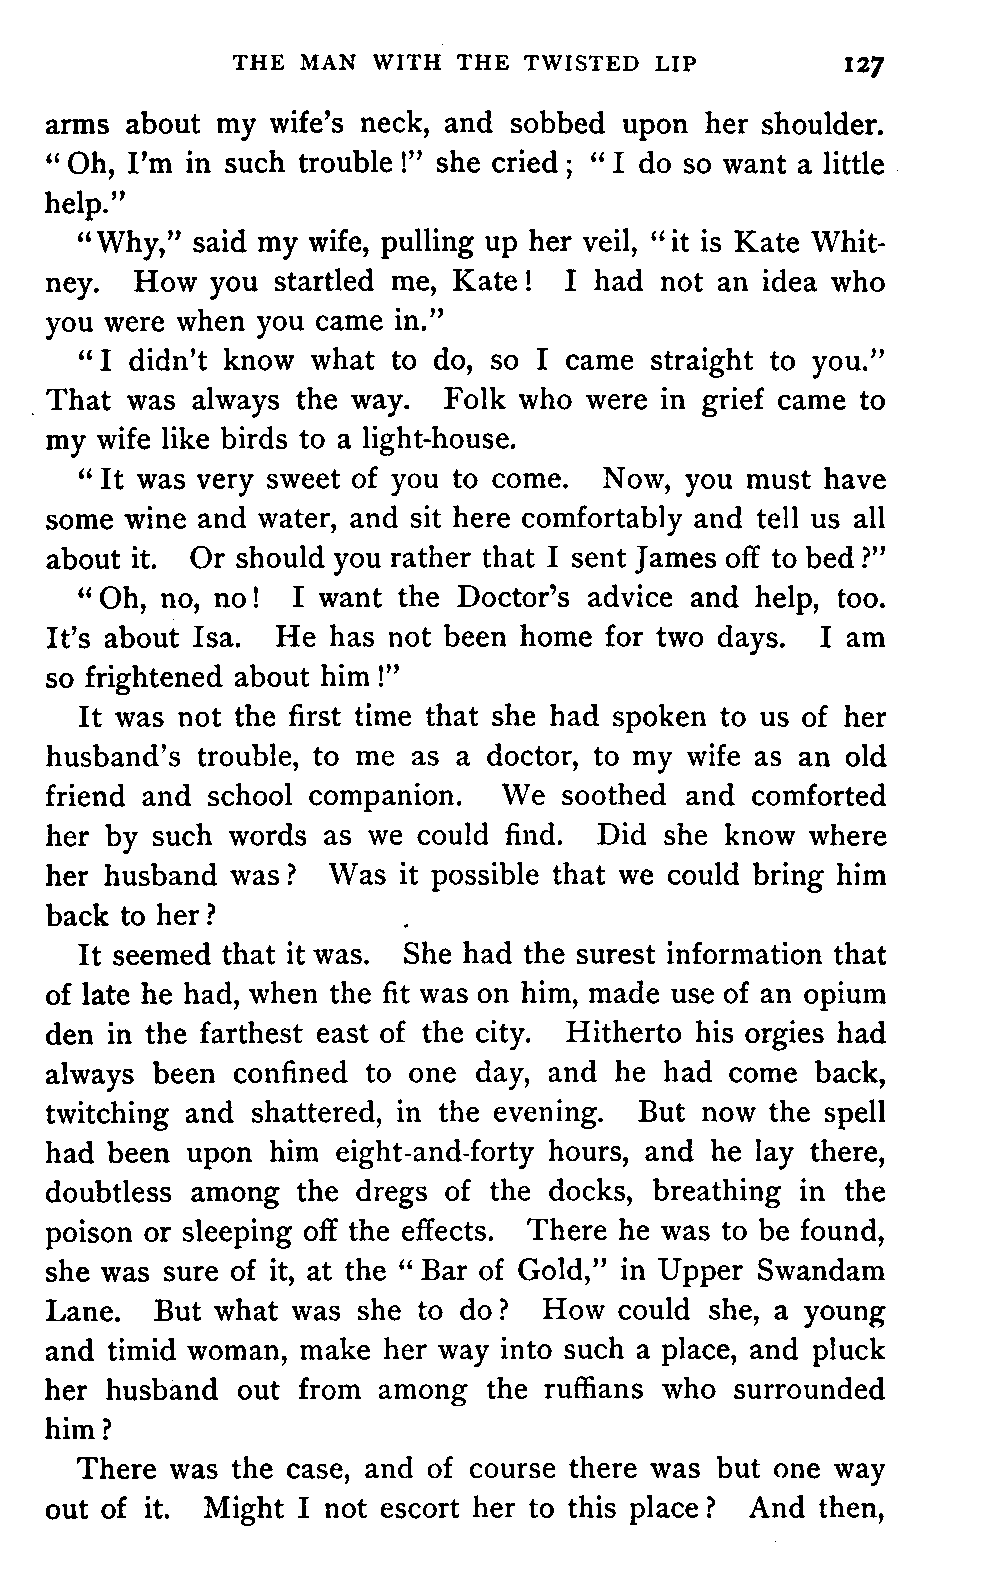 THE MAN WITH THE TWISTED LIP 127
arms about my wife's neck, and sobbed upon her shoulder.
"Oh, I'm in such trouble!" she cried; "I do so want a little
help."
"Why," said my wife, pulling up her veil, "it is Kate Whit-
ney. How you startled me, Kate! I had not an idea who
you were when you came in."
"I didn't know what to do, so I came straight to you."
That was always the way. Folk who were in grief came to
my wife like birds to a light-house.
"It was very sweet of you to come. Now, you must have
some wine and water, and sit here comfortably and tell us all
about it. Or should you rather that I sent James off to bed?"
"Oh, no, no! I want the Doctor's advice and help, too.
It's about Isa. He has not been home for two days. I am
so frightened about him!"
It was not the first time that she had spoken to us of her
husband's trouble, to me as a doctor, to my wife as an old
friend and school companion. We soothed and comforted
her by such words as we could find. Did she know where
her husband was? Was it possible that we could bring him
back to her?
It seemed that it was. She had the surest information that
of late he had, when the fit was on him, made use of an opium
den in the farthest east of the city. Hitherto his orgies had
always been confined to one day, and he had come back,
twitching and shattered, in the evening. But now the spell
had been upon him eight-and-forty hours, and he lay there,
doubtless among the dregs of the docks, breathing in the
poison or sleeping off the effects. There he was to be found,
she was sure of it, at the "Bar of Gold," in Upper Swandam
Lane. But what was she to do? How could she, a young
and timid woman, make her way into such a place, and pluck
her husband out from among the ruffians who surrounded
him?
There was the case, and of course there was but one way
out of it. Might I not escort her to this place? And then,